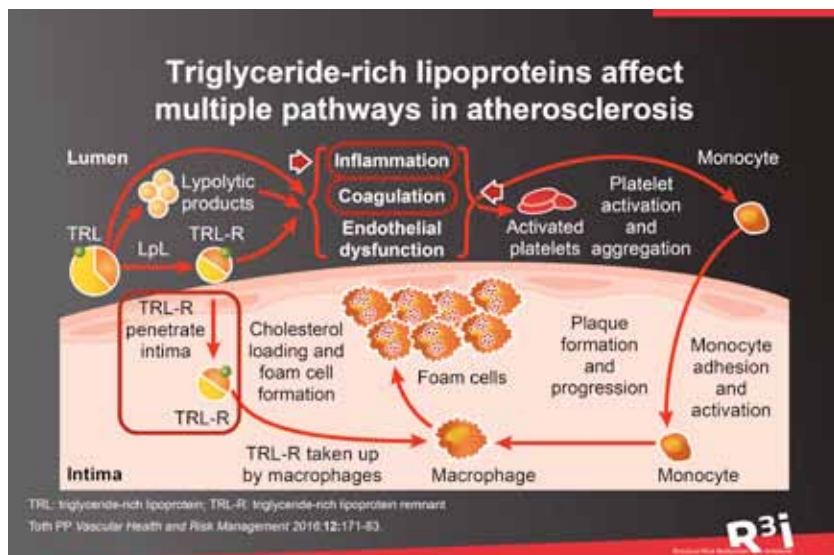 Triglyceride-rich lipoproteins affect
multiple pathways in atherosclerosis
Lumen
Lypolytic
products
TRL
LpL
TRL-R
Inflammation
Coagulation
Endothelial
dysfunction
Activated
platelets
Platelet
activation
and
aggregation
Monocyte
TRL-R
penetrate
intima
TRL-R
Cholesterol
loading and
foam cell
formation
Foam cells
Plaque
formation
and
progression
Monocyte
adhesion
and
activation
Intima
TRL-R taken up
by macrophages
Macrophage
Monocyte
TRL: triglyceride-rich lipoprotein; TRL-R: triglyceride-rich lipoprotein remnant
Toth PP Vascular Health and Risk Management 2016:12:171-83.
R3i